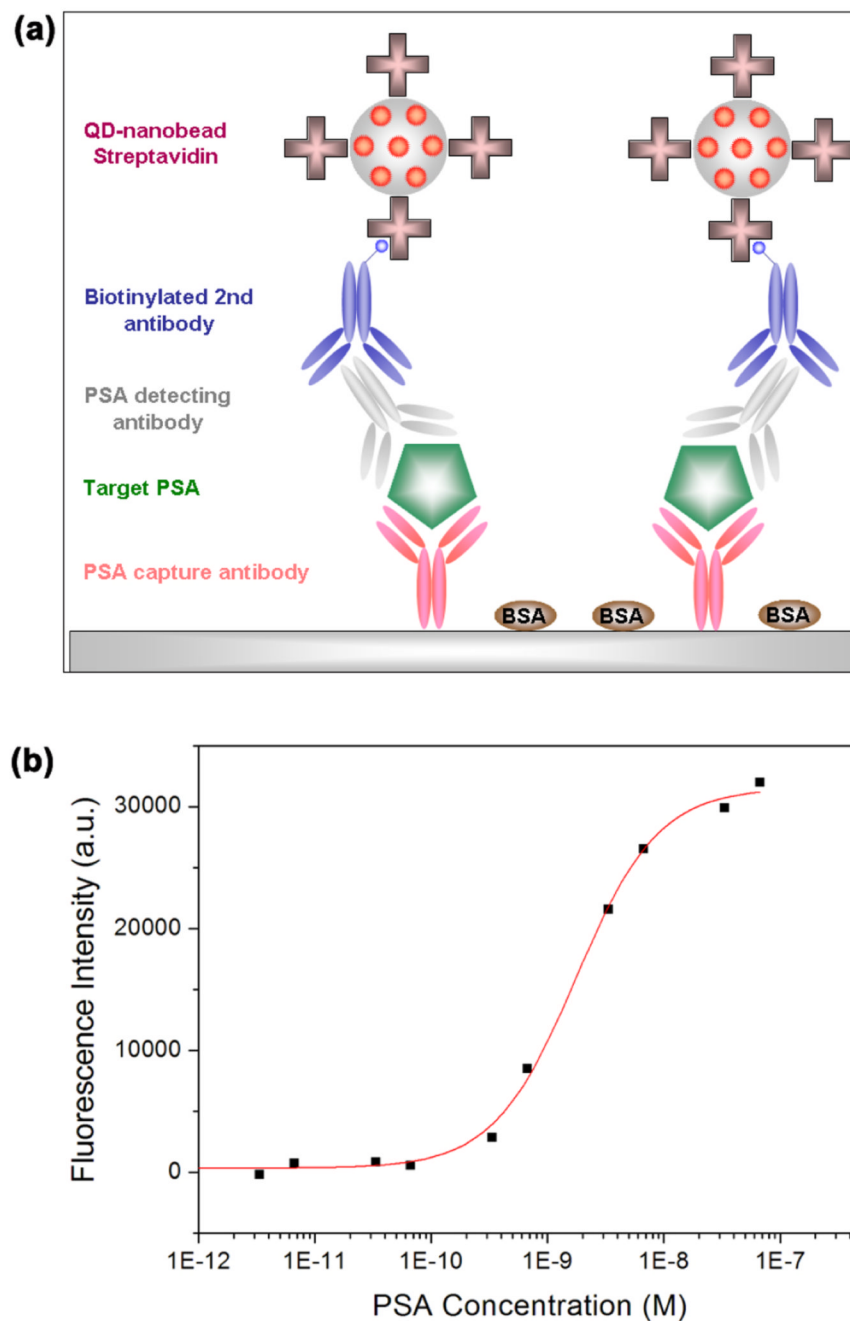 (a)
QD-nanobead
Streptavidin
Biotinylated 2nd
antibody
PSA detecting
antibody
Target PSA
PSA capture antibody
BSA
BSA
BSA
(b)
Fluorescence Intensity (a.u.)
30000
20000
10000
0
1E-12
1E-11
1E-10
1E-9
1E-8
1E-7
PSA Concentration (M)